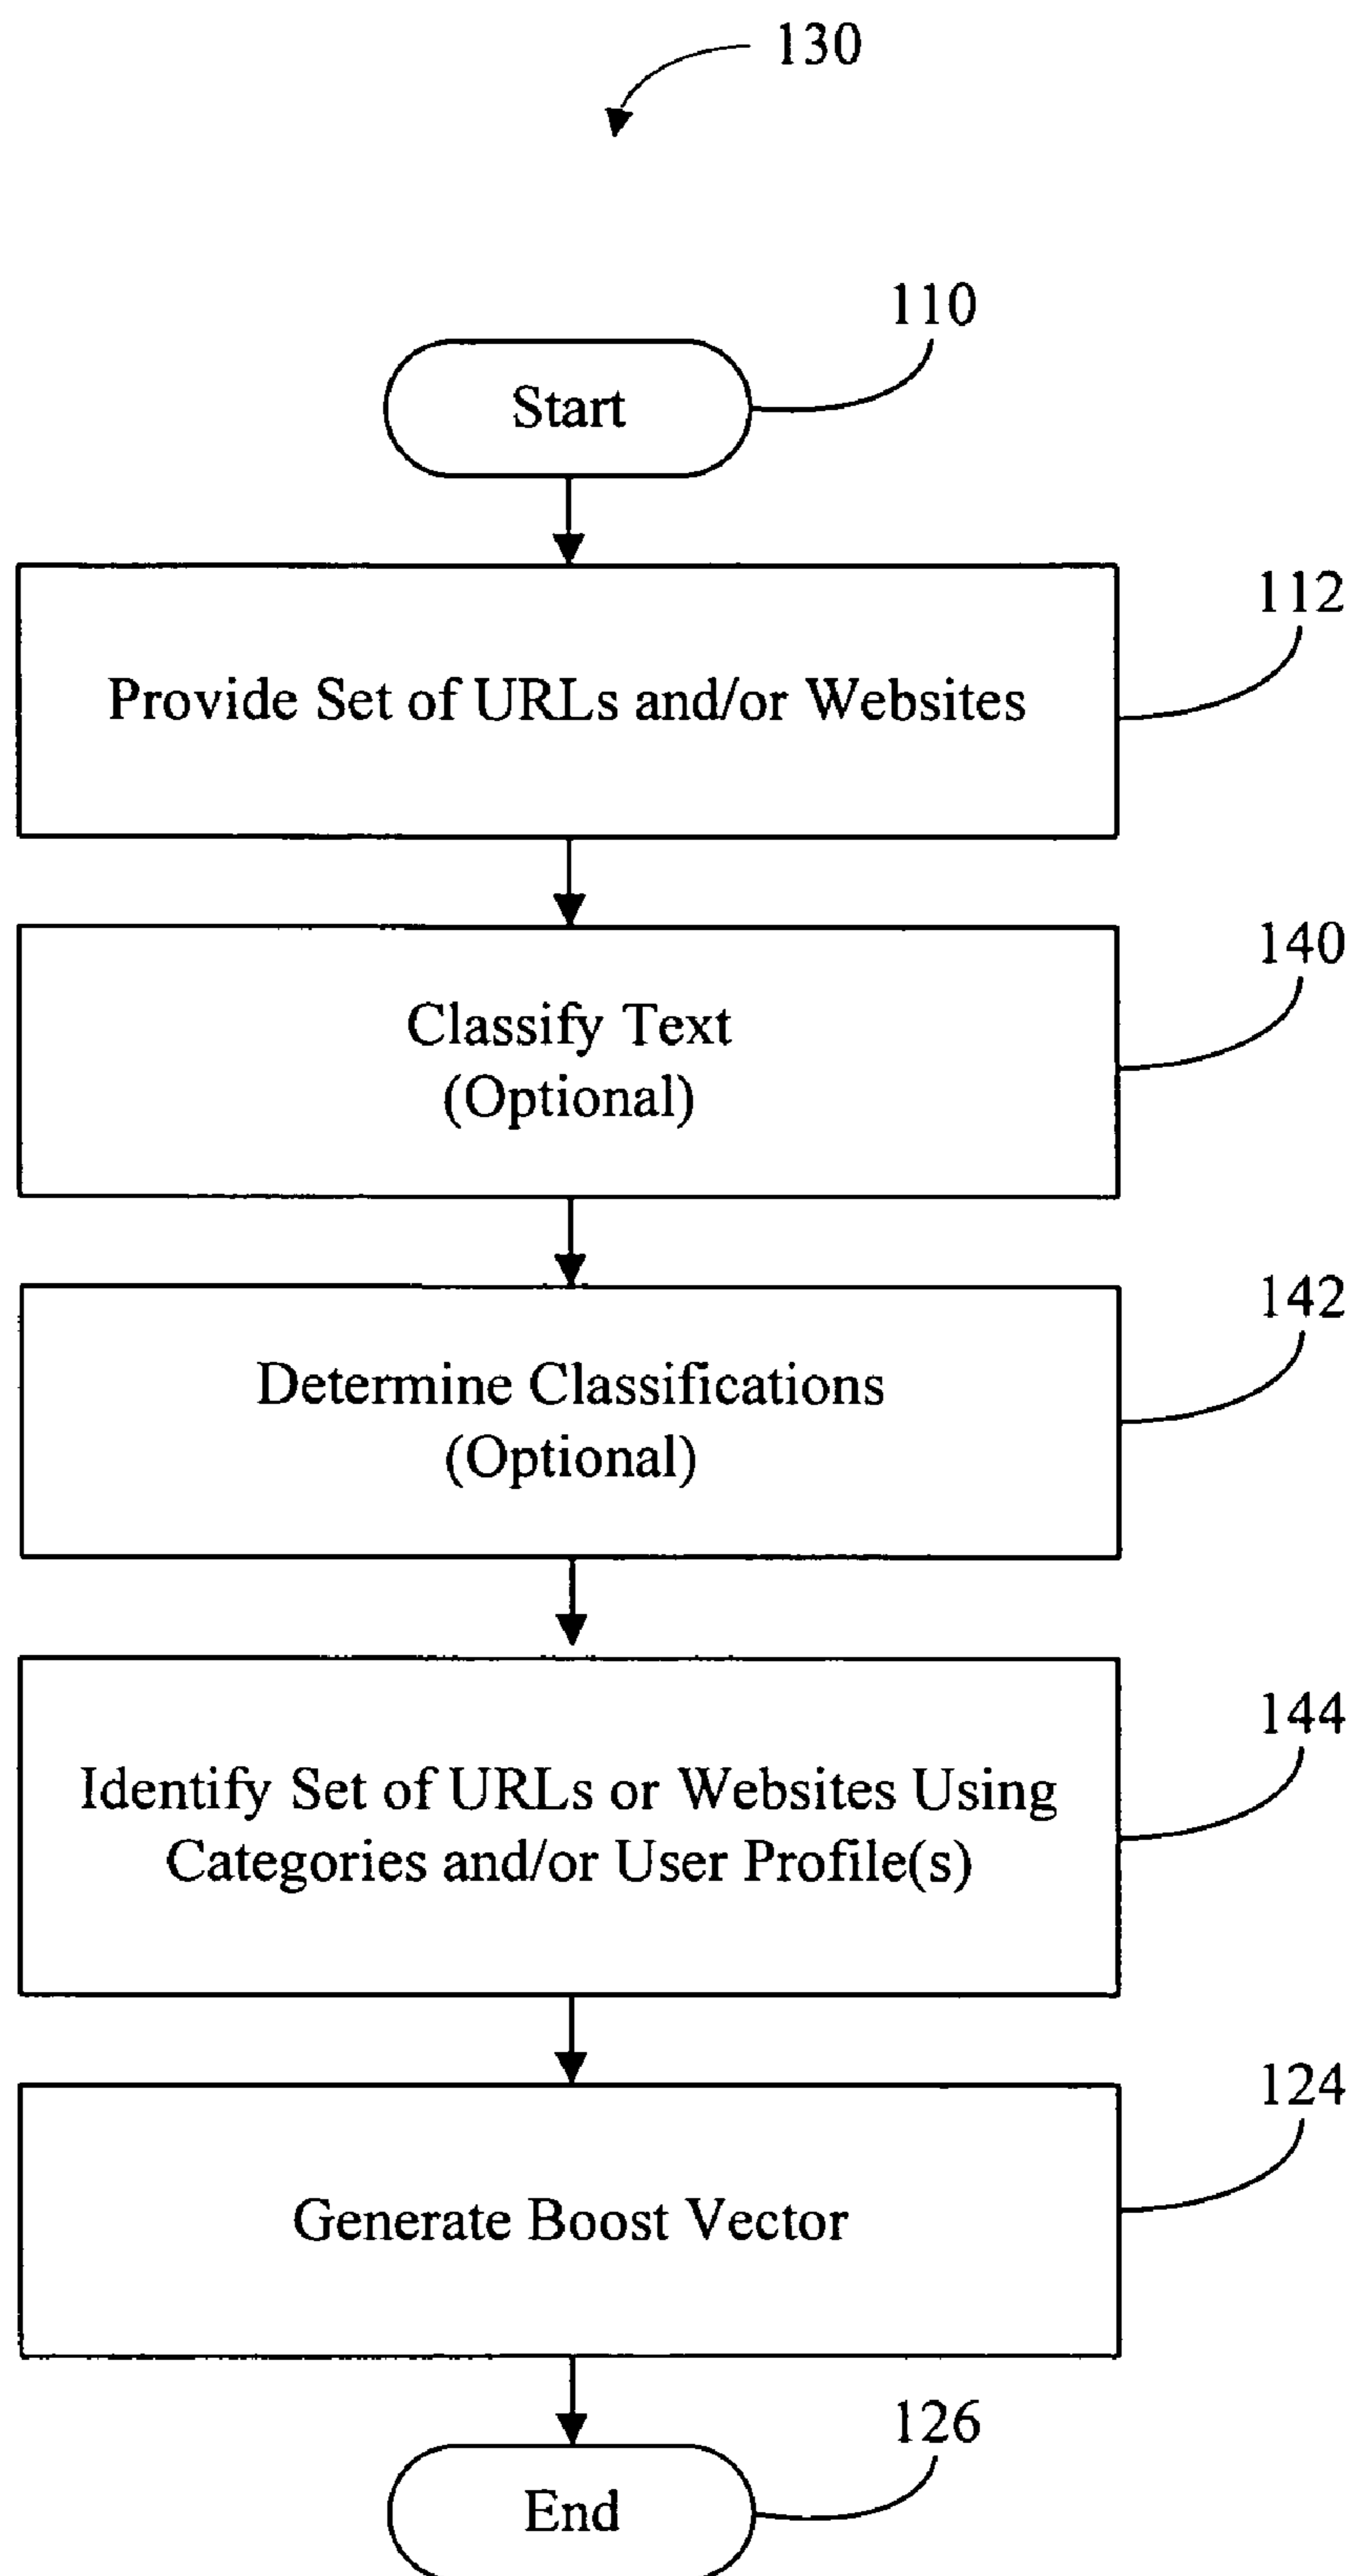 130
110
Start
112
Provide Set of URLs and/or Websites
140
Classify Text
(Optional)
142
Determine Classifications
(Optional)
144
Identify Set of URLs or Websites Using
Categories and/or User Profile(s)
124
Generate Boost Vector
126
End